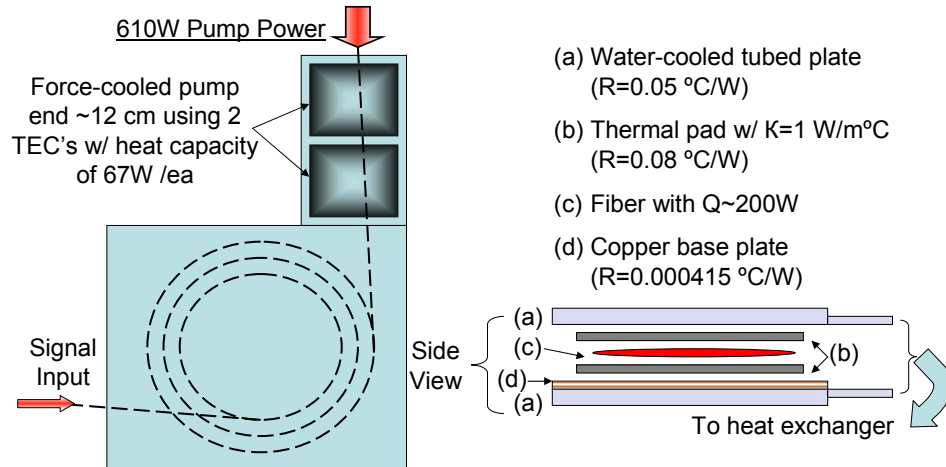 610W Pump Power
Force-cooled pump
end ~12 cm using 2
TEC's w/ heat capacity
of 67W /ea
Signal
Input
(a) Water-cooled tubed plate
(R=0.05 ºC/W)
(b) Thermal pad w/ K=1 W/mºC
(R=0.08 ºC/W)
(c) Fiber with Q~200W
(d) Copper base plate
(R=0.000415 ºC/W)
Side
View
(a)
(c)
(d)
(a)
(b)
To heat exchanger